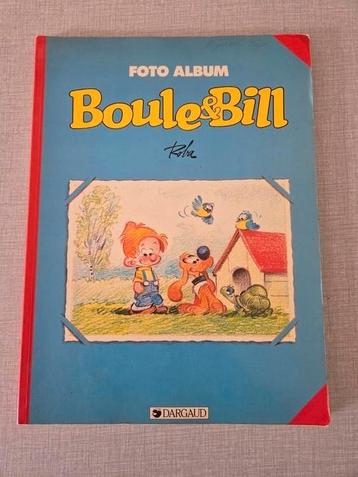 FOTO ALBUM
Boule & Bill
Roba
DARGAUD